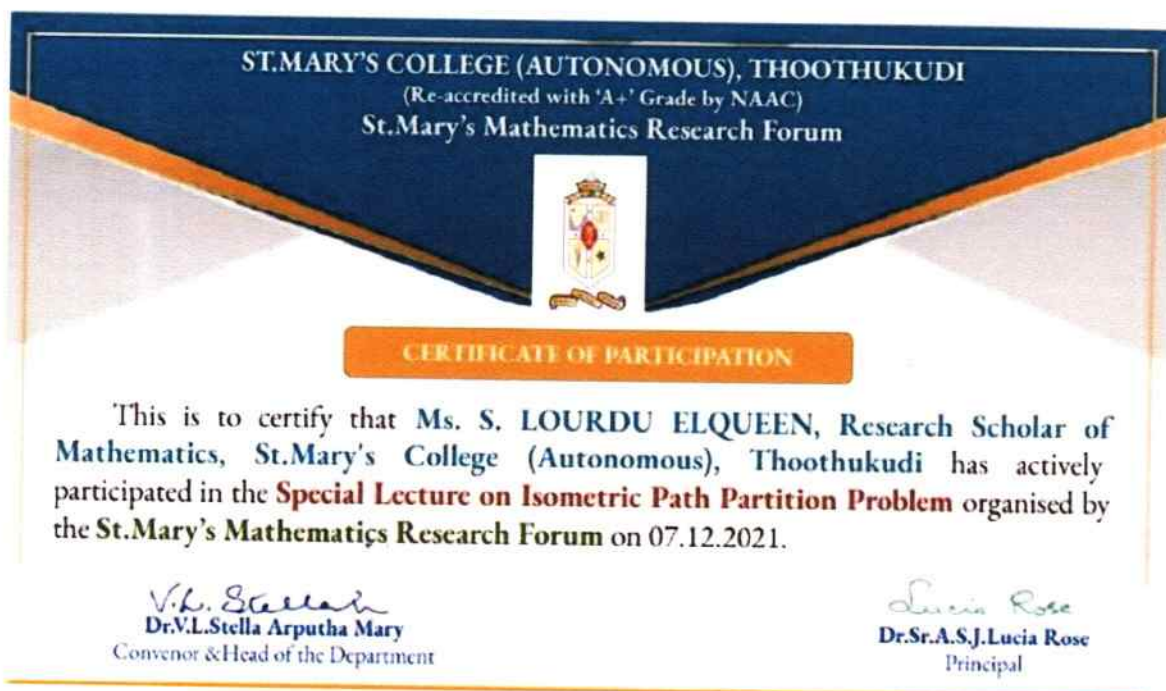 ST.MARY'S COLLEGE (AUTONOMOUS), THOOTHUKUDI
(Re-accredited with 'A+' Grade by NAAC)
St.Mary's Mathematics Research Forum
CERTIFICATE OF PARTICIPATION
This is to certify that Ms. S. LOURDU ELQUEEN, Research Scholar of
Mathematics, St.Mary's College (Autonomous), Thoothukudi has actively
participated in the Special Lecture on Isometric Path Partition Problem organised by
the St.Mary's Mathematics Research Forum on 07.12.2021.
V.L. Stella
Dr.V.L.Stella Arputha Mary
Convenor &Head of the Department
Lucia Rose
Dr.Sr.A.S.J.Lucia Rose
Principal